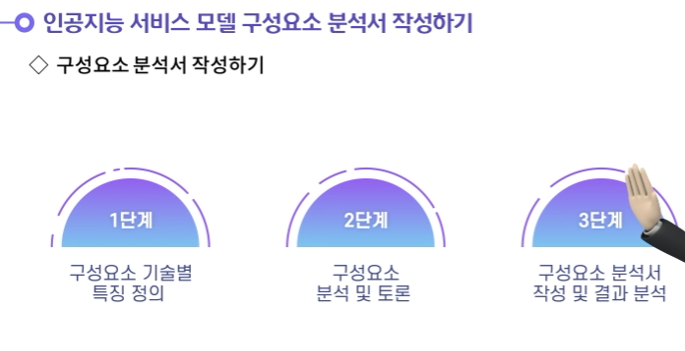 인공지능 서비스 모델 구성요소 분석서 작성하기
구성요소 분석서 작성하기
1단계
2단계
3단계
구성요소 기술별
특징 정의
구성요소
분석 및 토론
구성요소 분석서
작성 및 결과 분석